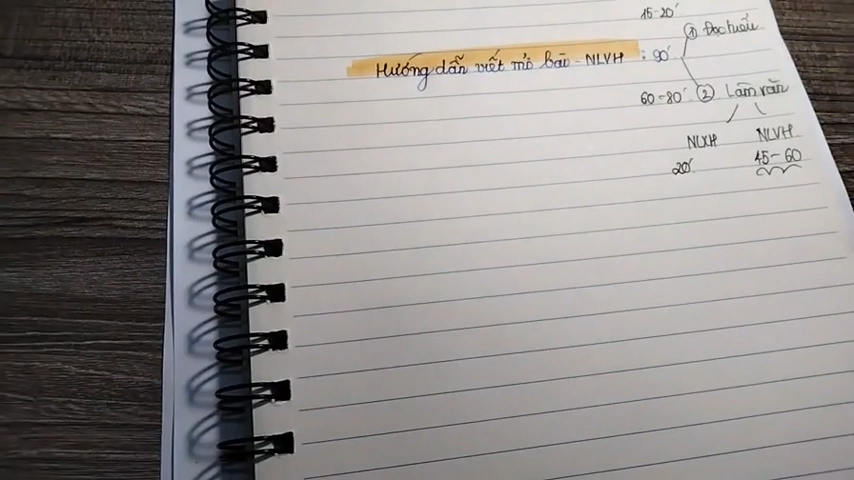 15-20'
① Đọc hiểu
Hướng dẫn viết mở bài - NLVH : 90'
60-80' ② Làm văn
NLXH NLVH
20' 45-60